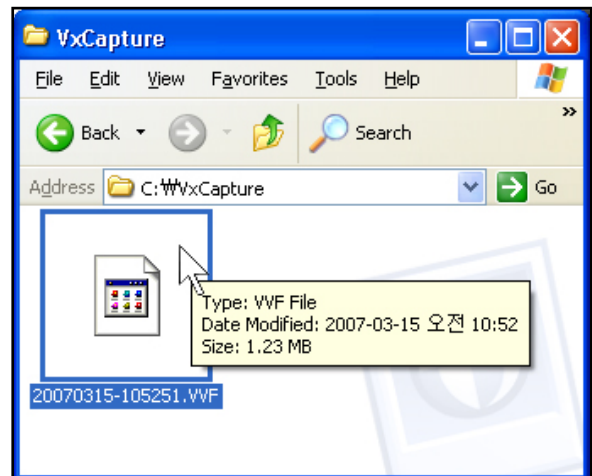 VxCapture
File Edit View Favorites Tools Help
Back Search »
Address C:₩VxCapture Go
Type: VVF File
Date Modified: 2007-03-15 오전 10:52
Size: 1.23 MB
20070315-105251.VVF